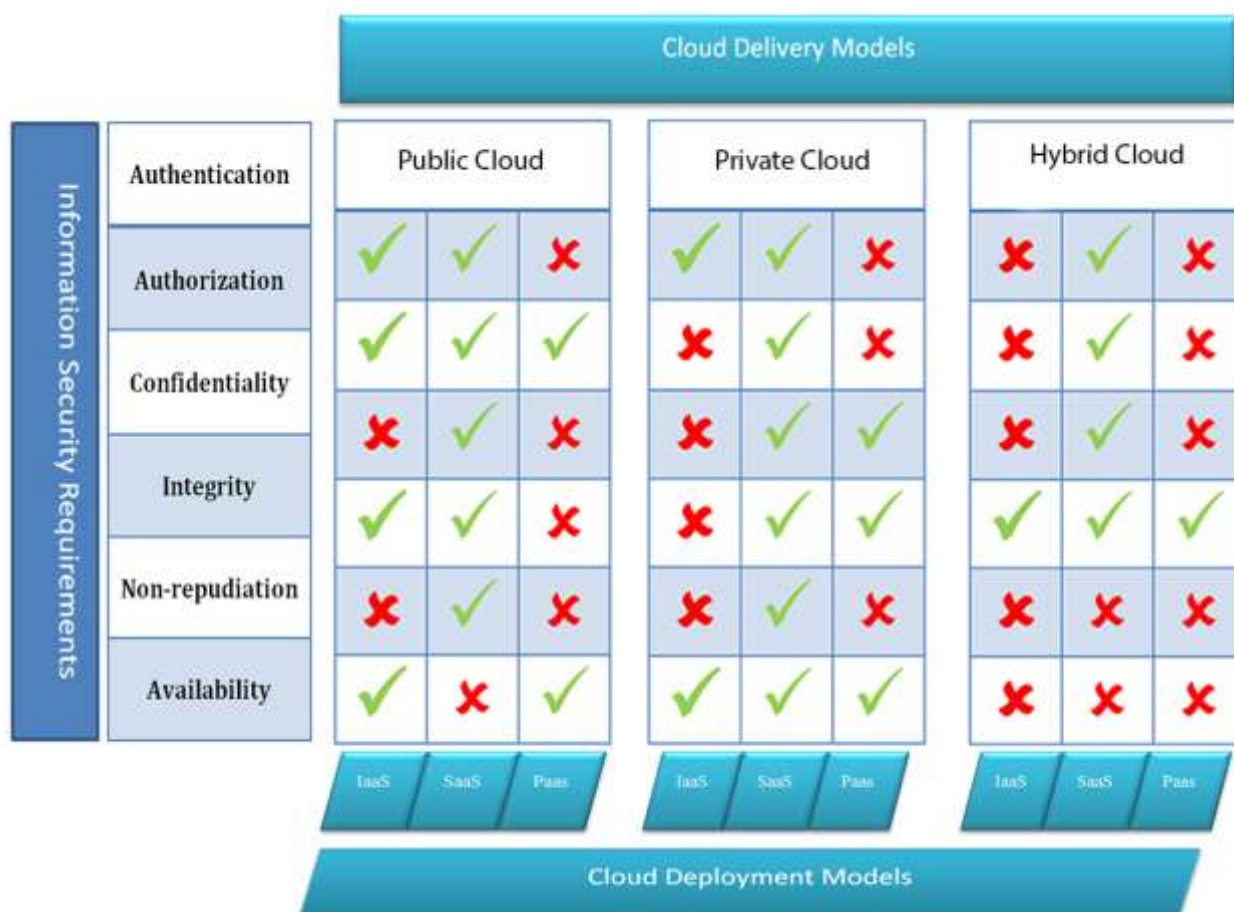 Cloud Delivery Models
Information Security Requirements
Authentication
Public Cloud
Private Cloud
Hybrid Cloud
Authorization
Confidentiality
Integrity
Non-repudiation
Availability
IaaS SaaS Paas
IaaS SaaS Paas
IaaS SaaS Paas
Cloud Deployment Models